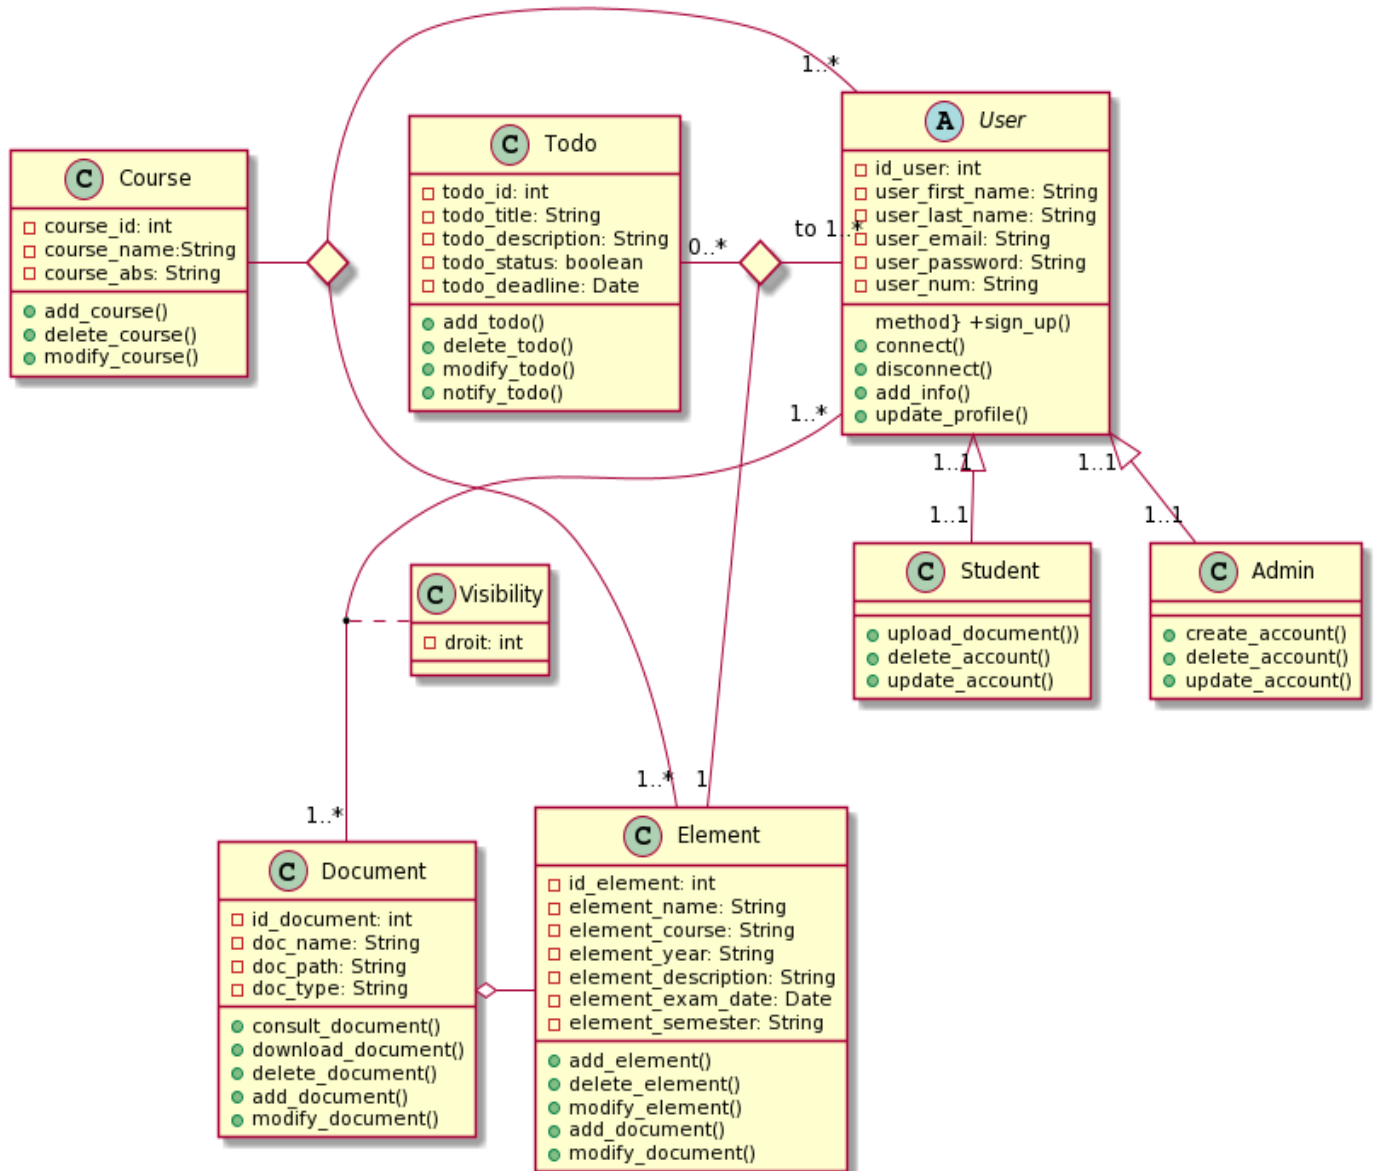 1..*
A User
id_user: int
user_first_name: String
user_last_name: String
user_email: String
user_password: String
user_num: String
method} +sign_up()
connect()
disconnect()
add_info()
update_profile()
C Todo
todo_id: int
todo_title: String
todo_description: String
todo_status: boolean
todo_deadline: Date
add_todo()
delete_todo()
modify_todo()
notify_todo()
C Course
course_id: int
course_name:String
course_abs: String
add_course()
delete_course()
modify_course()
0..*
to 1..*
1..*
1..1
1..1
1..1
1..1
C Visibility
droit: int
C Student
upload_document())
delete_account()
update_account()
C Admin
create_account()
delete_account()
update_account()
1..*
1
1..*
C Document
id_document: int
doc_name: String
doc_path: String
doc_type: String
consult_document()
download_document()
delete_document()
add_document()
modify_document()
C Element
id_element: int
element_name: String
element_course: String
element_year: String
element_description: String
element_exam_date: Date
element_semester: String
add_element()
delete_element()
modify_element()
add_document()
modify_document()